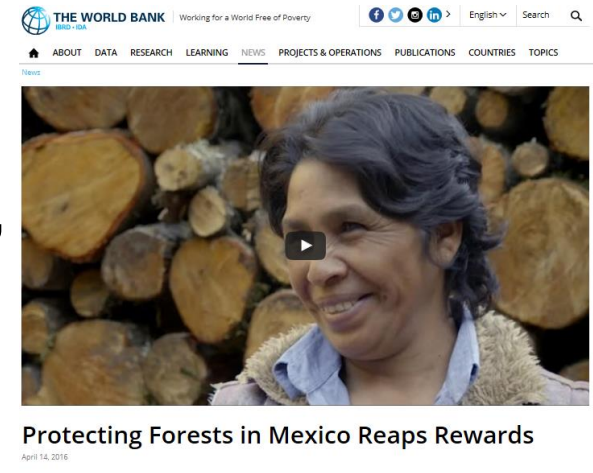 THE WORLD BANK
IBRD • IDA
Working for a World Free of Poverty
English
Search
ABOUT DATA RESEARCH LEARNING NEWS PROJECTS & OPERATIONS PUBLICATIONS COUNTRIES TOPICS
News
Protecting Forests in Mexico Reaps Rewards
April 14, 2016